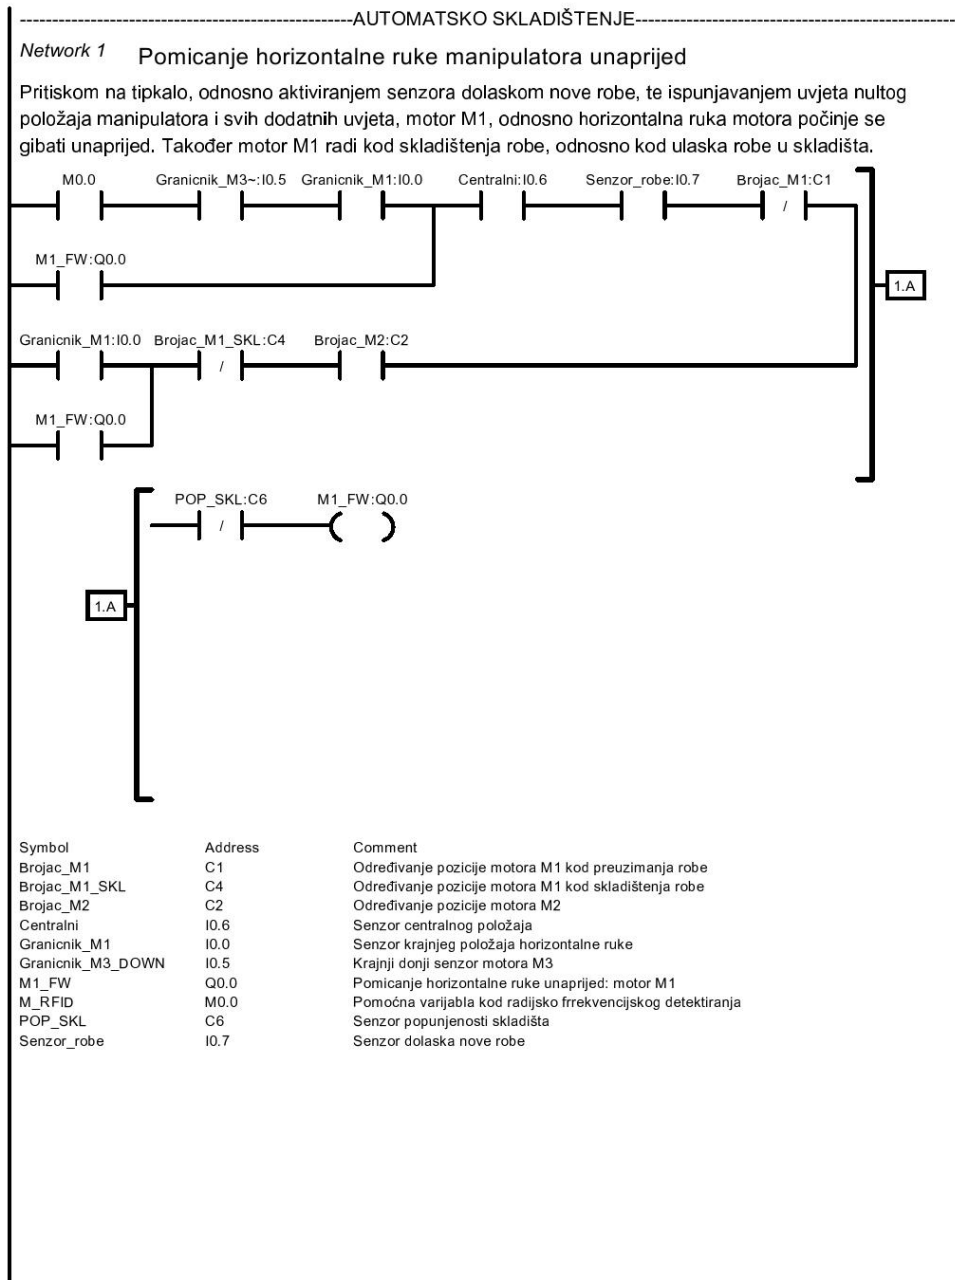 --------------------------------------------------AUTOMATSKO SKLADIŠTENJE--------------------------------------------------
Network 1 Pomicanje horizontalne ruke manipulatora unaprijed
Pritiskom na tipkalo, odnosno aktiviranjem senzora dolaskom nove robe, te ispunjavanjem uvjeta nultog
položaja manipulatora i svih dodatnih uvjeta, motor M1, odnosno horizontalna ruka motora počinje se
gibati unaprijed. Također motor M1 radi kod skladištenja robe, odnosno kod ulaska robe u skladišta.
M0.0 Granicnik_M3~:I0.5 Granicnik_M1:I0.0 Centralni:I0.6 Senzor_robe:I0.7 Brojac_M1:C1
/
M1_FW:Q0.0
1.A
Granicnik_M1:I0.0 Brojac_M1_SKL:C4 Brojac_M2:C2
/
M1_FW:Q0.0
POP_SKL:C6 M1_FW:Q0.0
/
1.A
Symbol Address Comment
Brojac_M1 C1 Određivanje pozicije motora M1 kod preuzimanja robe
Brojac_M1_SKL C4 Određivanje pozicije motora M1 kod skladištenja robe
Brojac_M2 C2 Određivanje pozicije motora M2
Centralni I0.6 Senzor centralnog položaja
Granicnik_M1 I0.0 Senzor krajnjeg položaja horizontalne ruke
Granicnik_M3_DOWN I0.5 Krajnji donji senzor motora M3
M1_FW Q0.0 Pomicanje horizontalne ruke unaprijed: motor M1
M_RFID M0.0 Pomoćna varijabla kod radijsko frrekvencijskog detektiranja
POP_SKL C6 Senzor popunjenosti skladišta
Senzor_robe I0.7 Senzor dolaska nove robe